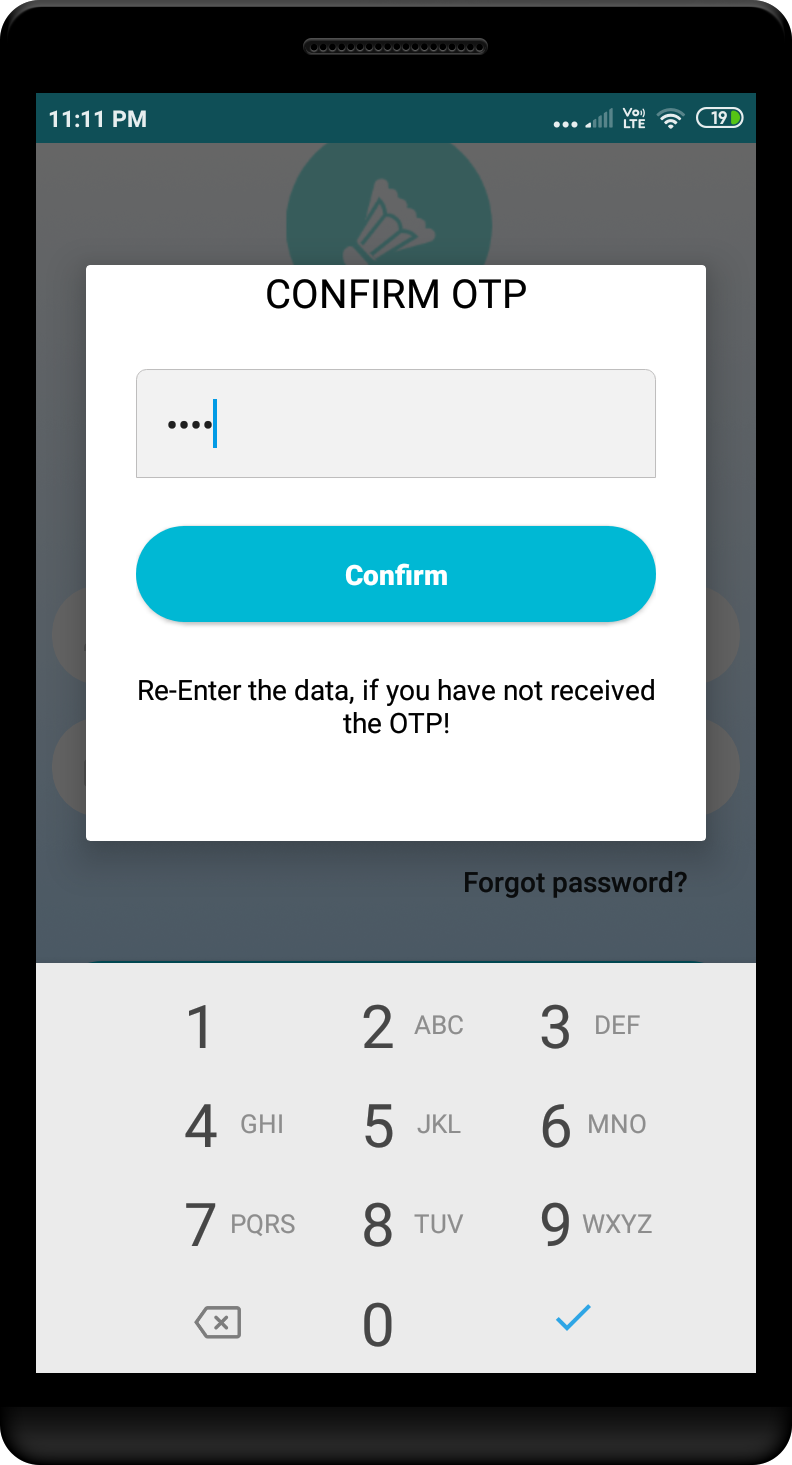 11:11 PM
Vo)) LTE
19
CONFIRM OTP
••••
Confirm
Re-Enter the data, if you have not received
the OTP!
Forgot password?
1 2 ABC 3 DEF
4 GHI 5 JKL 6 MNO
7 PQRS 8 TUV 9 WXYZ
0